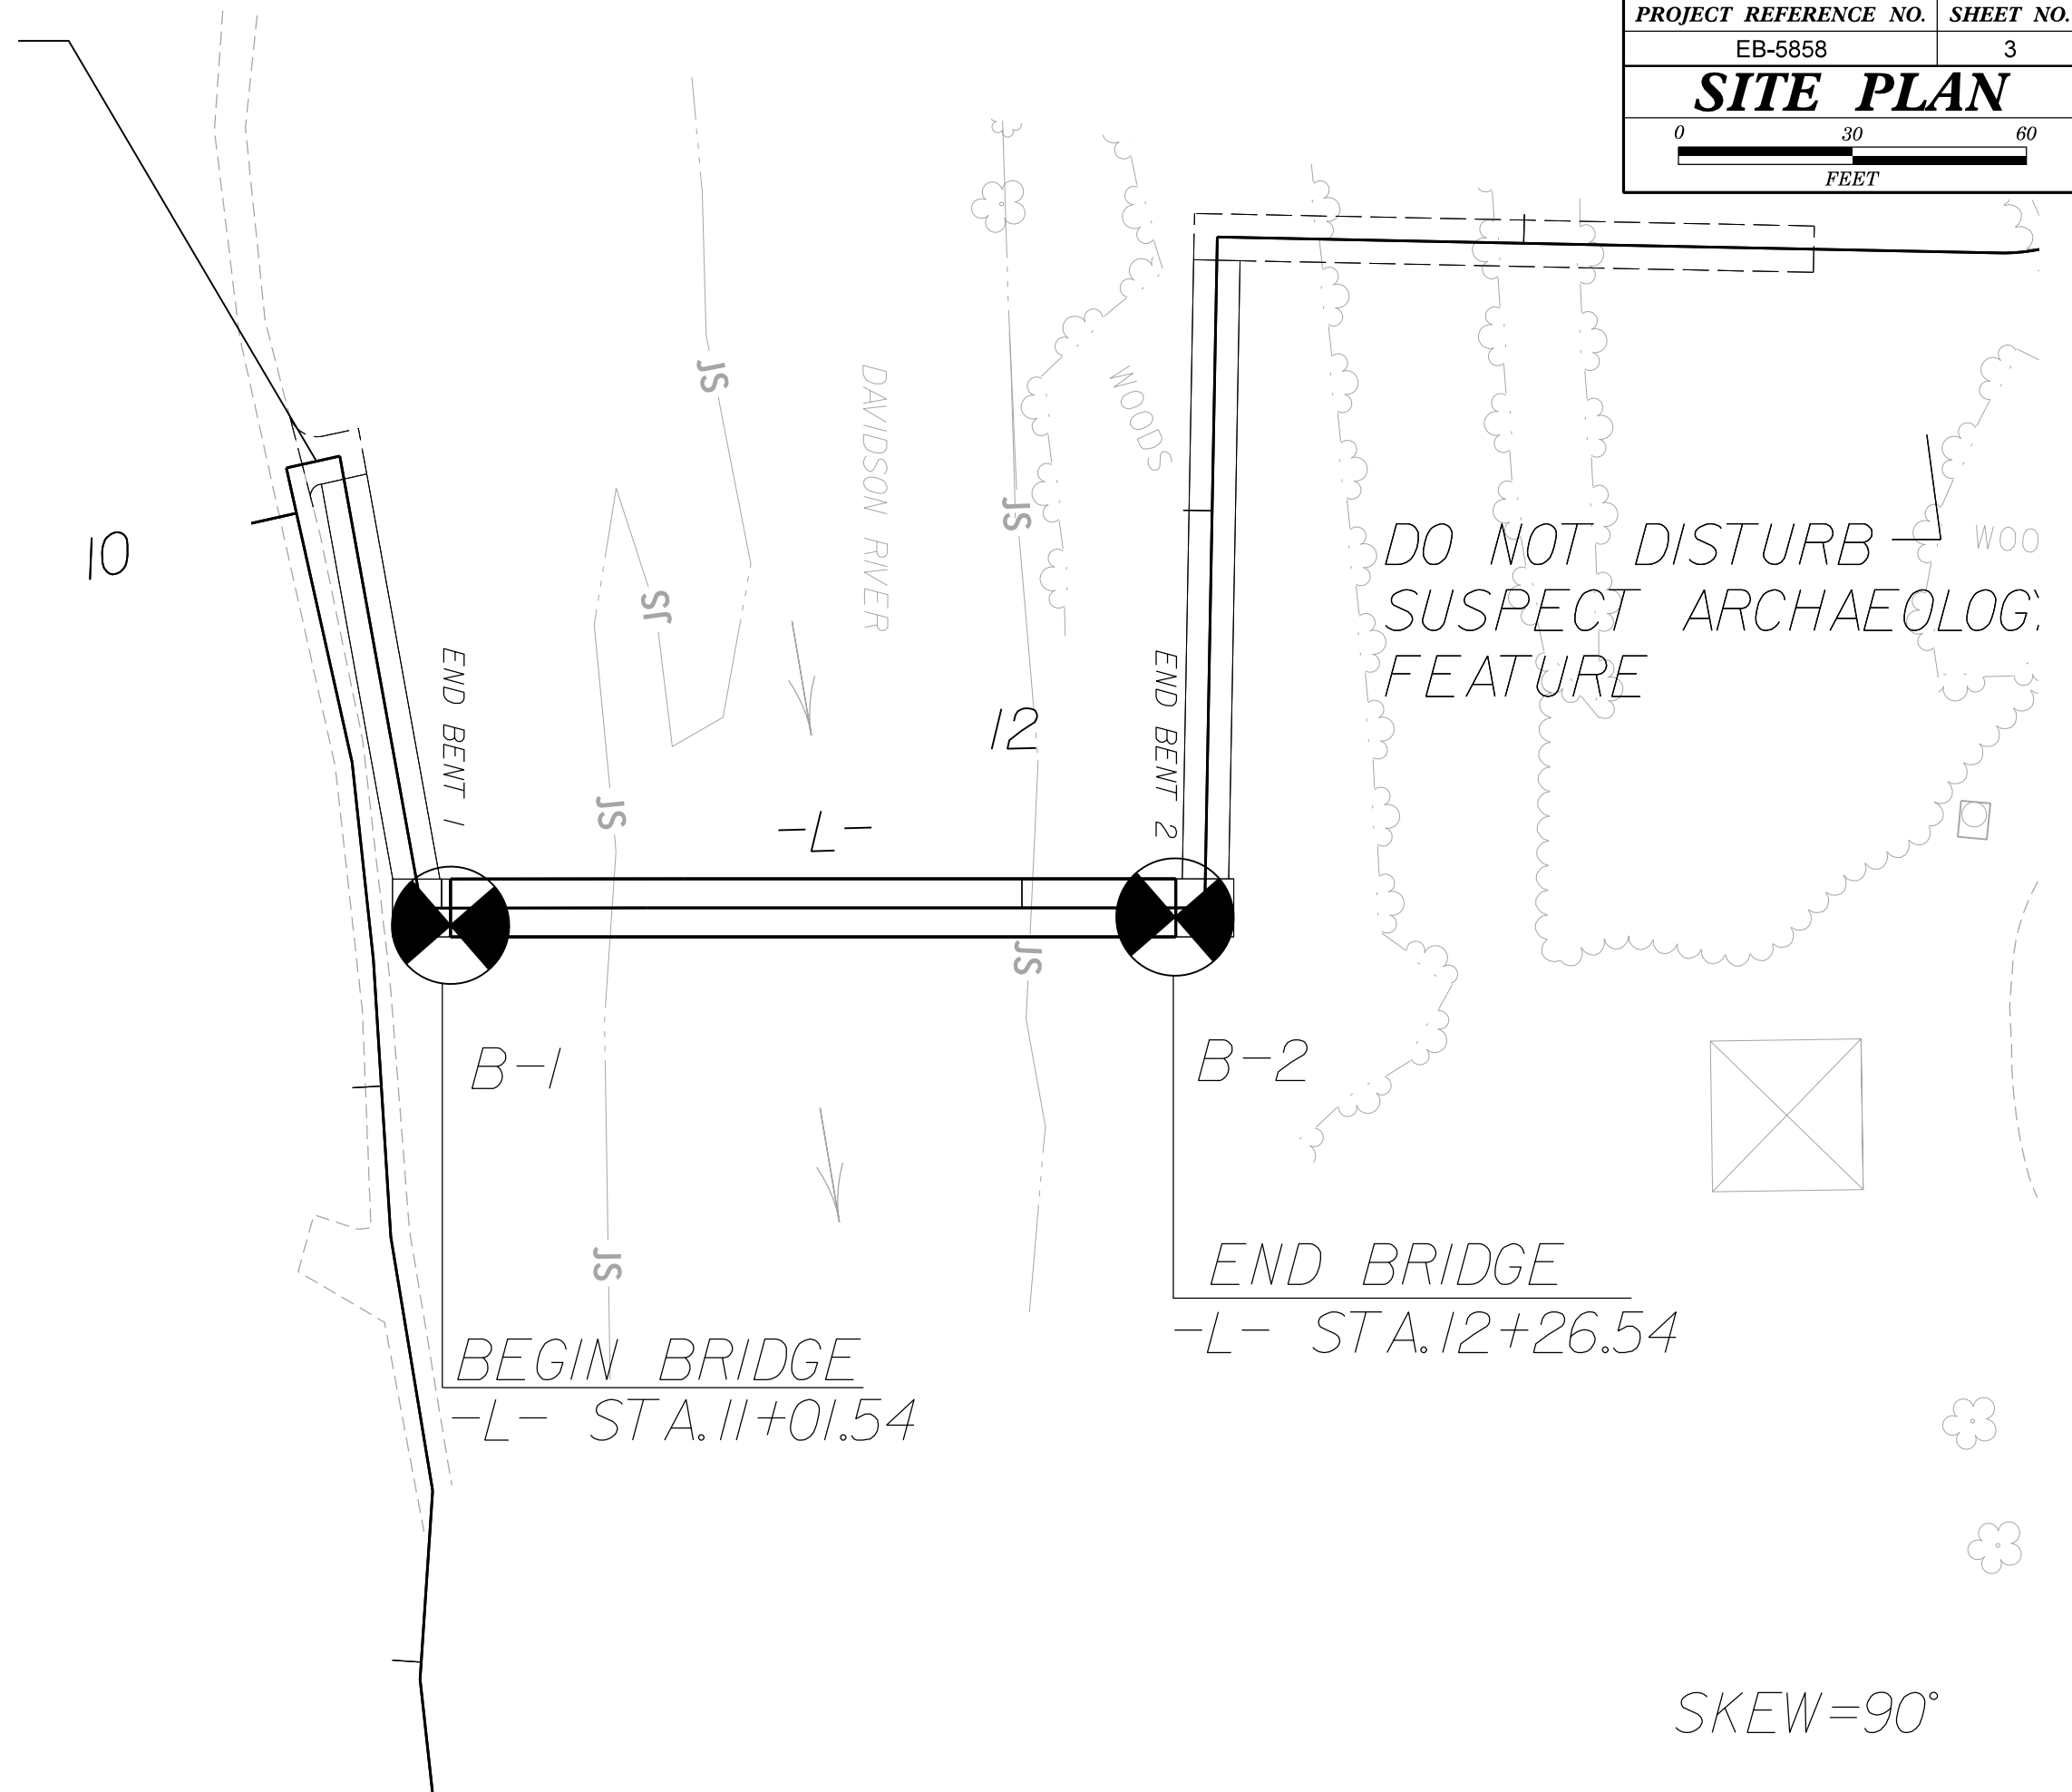 PROJECT REFERENCE NO. SHEET NO.
EB-5858 3
SITE PLAN
0 30 60
FEET
JS
DAVIDSON RIVER
WOODS
JS
10
DO NOT DISTURB
WOO
SUSPECT ARCHAEOLOG
FEATURE
JS
END BENT 1
END BENT 2
12
JS
-L-
JS
B-1
B-2
JS
END BRIDGE
-L- STA.12+26.54
BEGIN BRIDGE
-L- STA.11+01.54
SKEW=90°